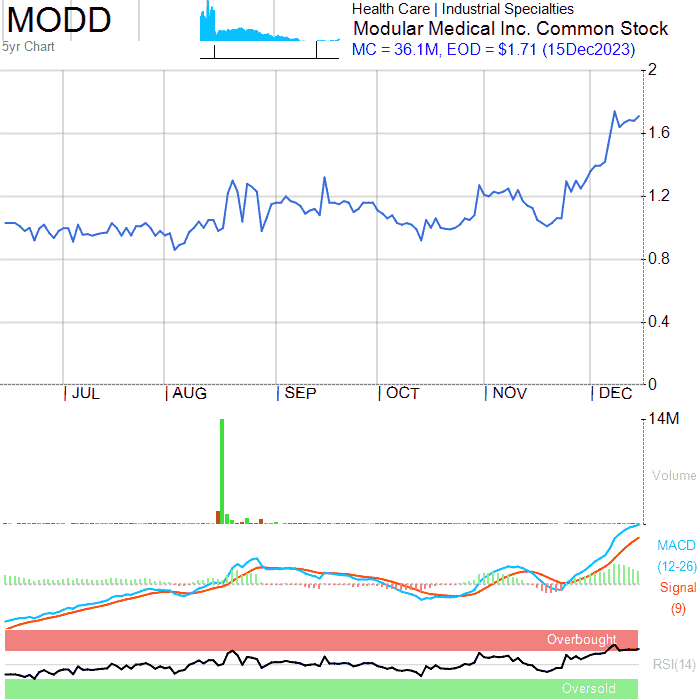 MODD
5yr Chart
Health Care | Industrial Specialties
Modular Medical Inc. Common Stock
MC = 36.1M, EOD = $1.71 (15Dec2023)
2
1.6
1.2
0.8
0.4
0
JUL AUG SEP OCT NOV DEC
14M
Volume
MACD
(12-26)
Signal
(9)
Overbought
RSI(14)
Oversold